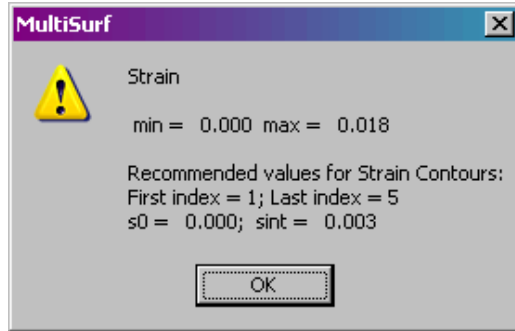 MultiSurf
Strain
min = 0.000 max = 0.018
Recommended values for Strain Contours:
First index = 1; Last index = 5
s0 = 0.000; sint = 0.003
OK